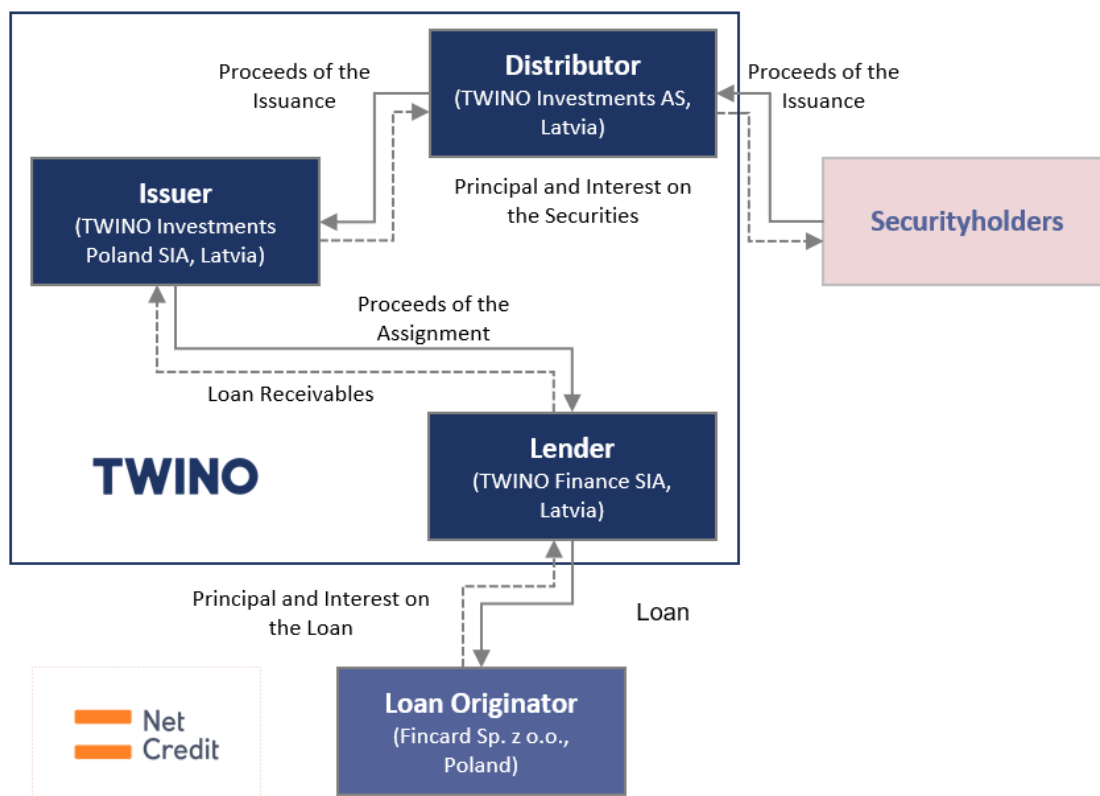 Distributor
(TWINO Investments AS,
Latvia)
Proceeds of the
Issuance
Proceeds of the
Issuance
Issuer
(TWINO Investments
Poland SIA, Latvia)
Principal and Interest on
the Securities
Securityholders
Proceeds of the
Assignment
Loan Receivables
TWINO
Lender
(TWINO Finance SIA,
Latvia)
Principal and Interest on
the Loan
Loan
Net
Credit
Loan Originator
(Fincard Sp. z o.o.,
Poland)